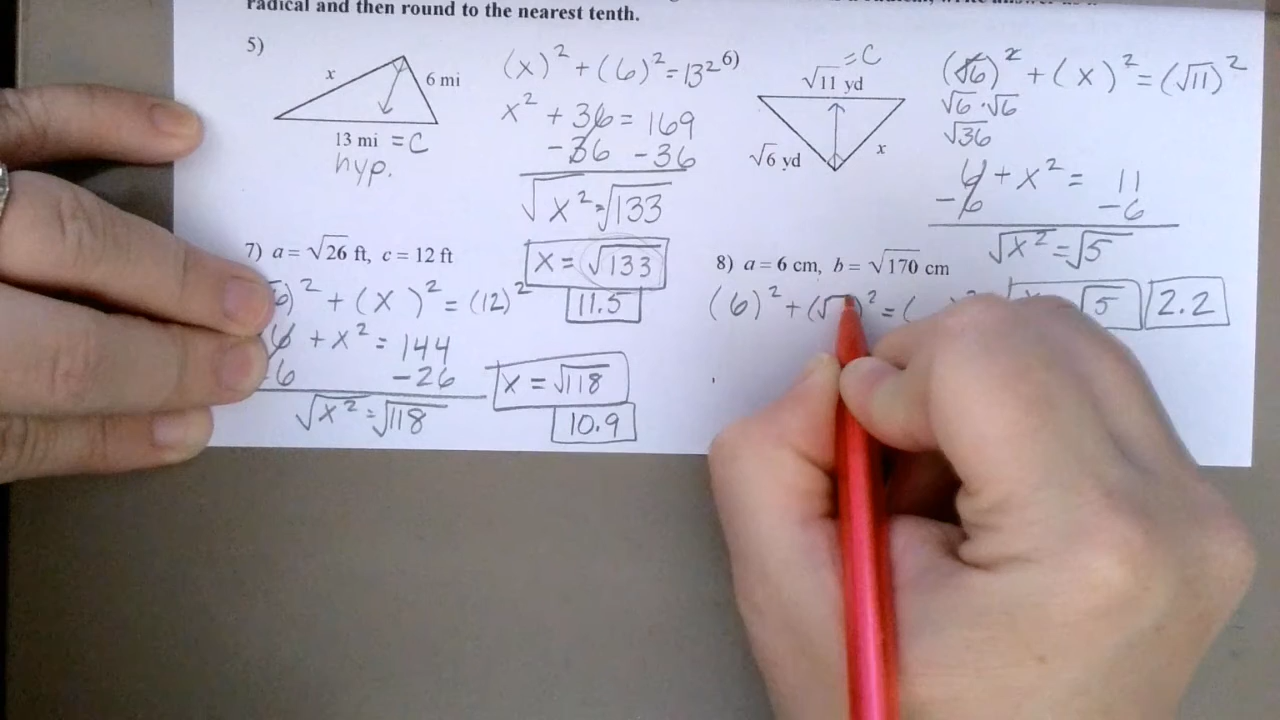 radical and then round to the nearest tenth.
5)
x
6 mi
13 mi = C
hyp.
(x)² + (6)² = 13²
x² + 36 = 169
-36 -36
√x² = √133
x = √133
11.5
6)
= C
√11 yd
√6 yd
x
(√6)² + (x)² = (√11)²
√6 · √6
√36
6 + x² = 11
-6 -6
√x² = √5
√5
2.2
7) a = √26 ft, c = 12 ft
)² + (x)² = (12)²
+ x² = 144
6 -26
√x² = √118
x = √118
10.9
8) a = 6 cm, b = √170 cm
(6)² + (√ )² = (